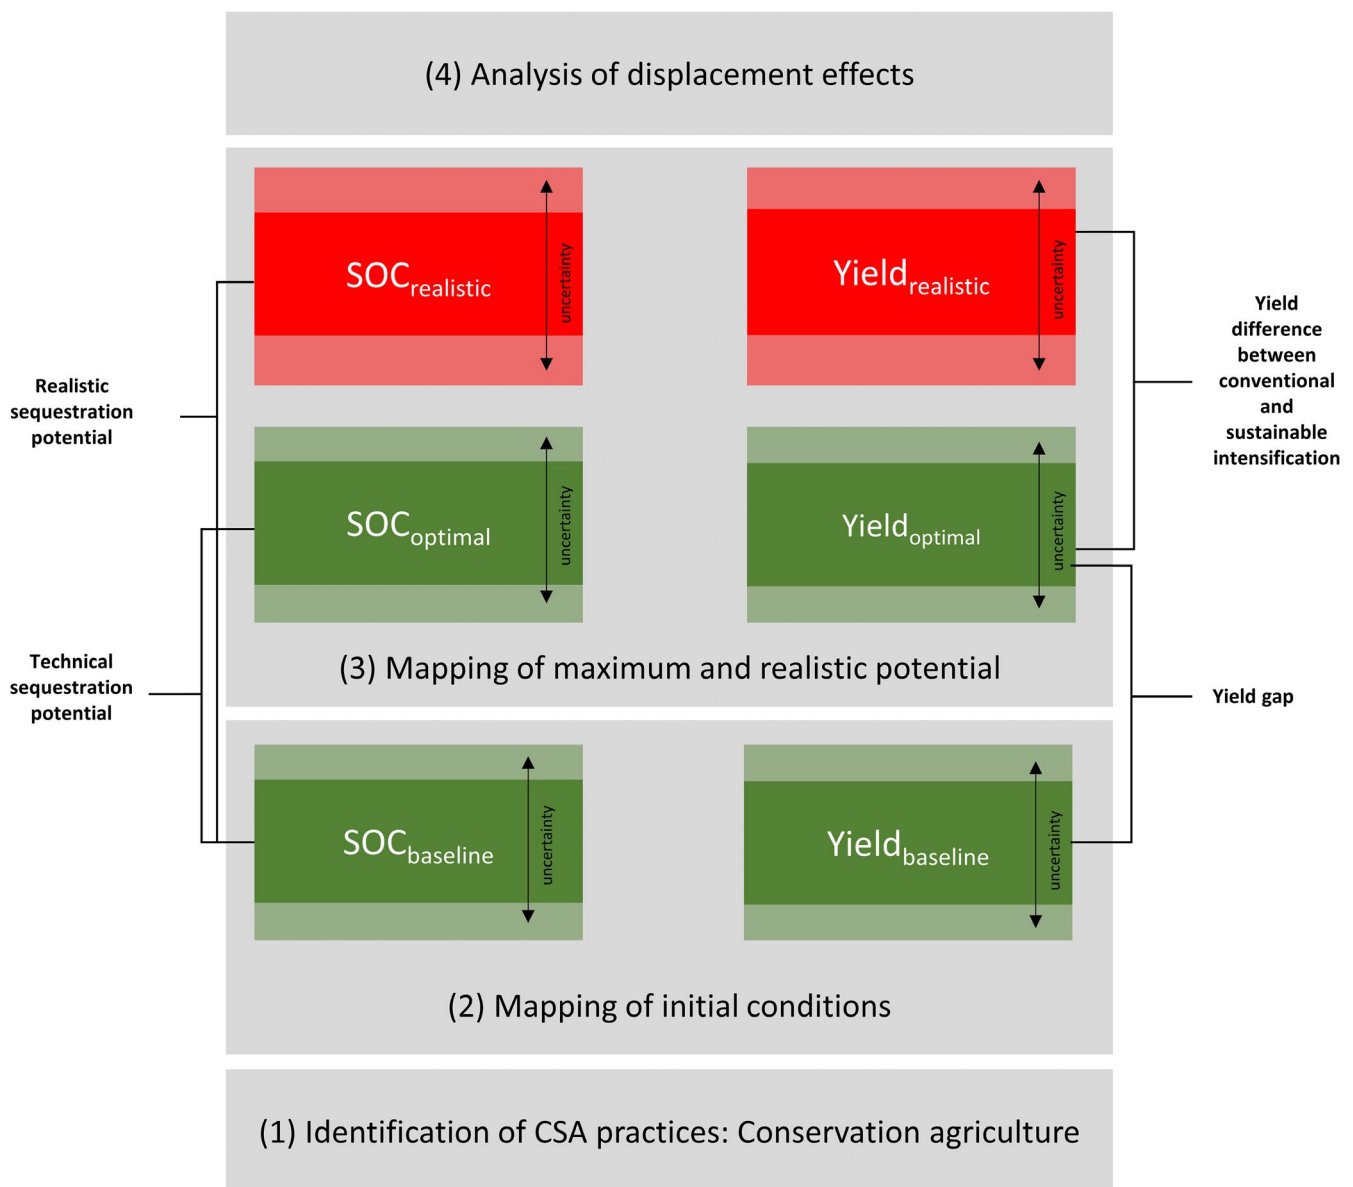 (4) Analysis of displacement effects
SOCrealistic
uncertainty
Yieldrealistic
uncertainty
Realistic
sequestration
potential
Yield
difference
between
conventional
and
sustainable
intensification
SOCoptimal
uncertainty
Yieldoptimal
uncertainty
(3) Mapping of maximum and realistic potential
Technical
sequestration
potential
Yield gap
SOCbaseline
uncertainty
Yieldbaseline
uncertainty
(2) Mapping of initial conditions
(1) Identification of CSA practices: Conservation agriculture